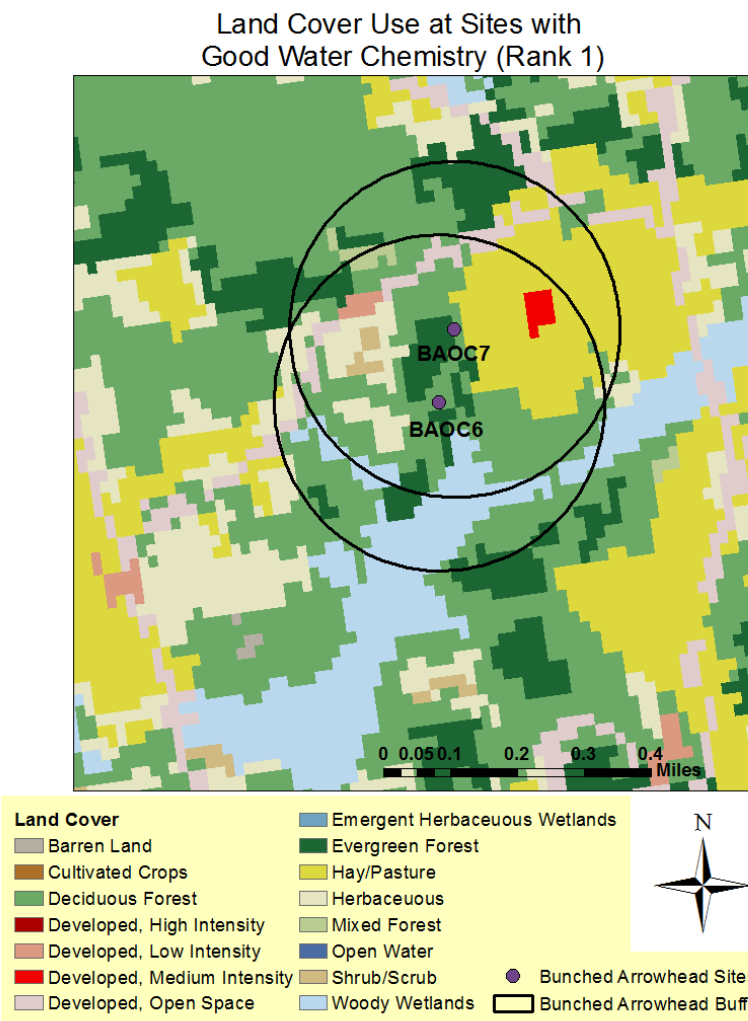 Land Cover Use at Sites with
Good Water Chemistry (Rank 1)
BAOC7
BAOC6
0 0.05 0.1 0.2 0.3 0.4
Miles
Land Cover
Barren Land
Cultivated Crops
Deciduous Forest
Developed, High Intensity
Developed, Low Intensity
Developed, Medium Intensity
Developed, Open Space
Emergent Herbaceuous Wetlands
Evergreen Forest
Hay/Pasture
Herbaceuous
Mixed Forest
Open Water
Shrub/Scrub
Woody Wetlands
N
Bunched Arrowhead Site
Bunched Arrowhead Buff